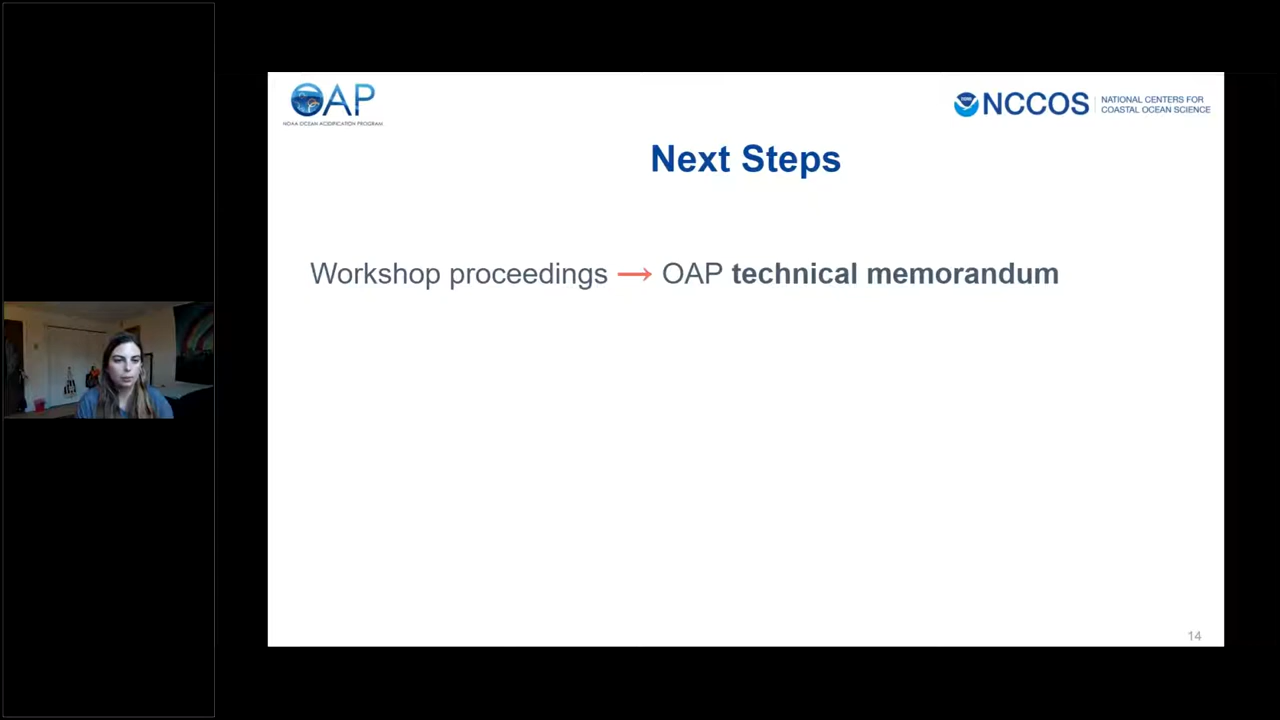 OAP
NOAA OCEAN ACIDIFICATION PROGRAM
NCCOS
NATIONAL CENTERS FOR
COASTAL OCEAN SCIENCE
Next Steps
Workshop proceedings → OAP technical memorandum
14